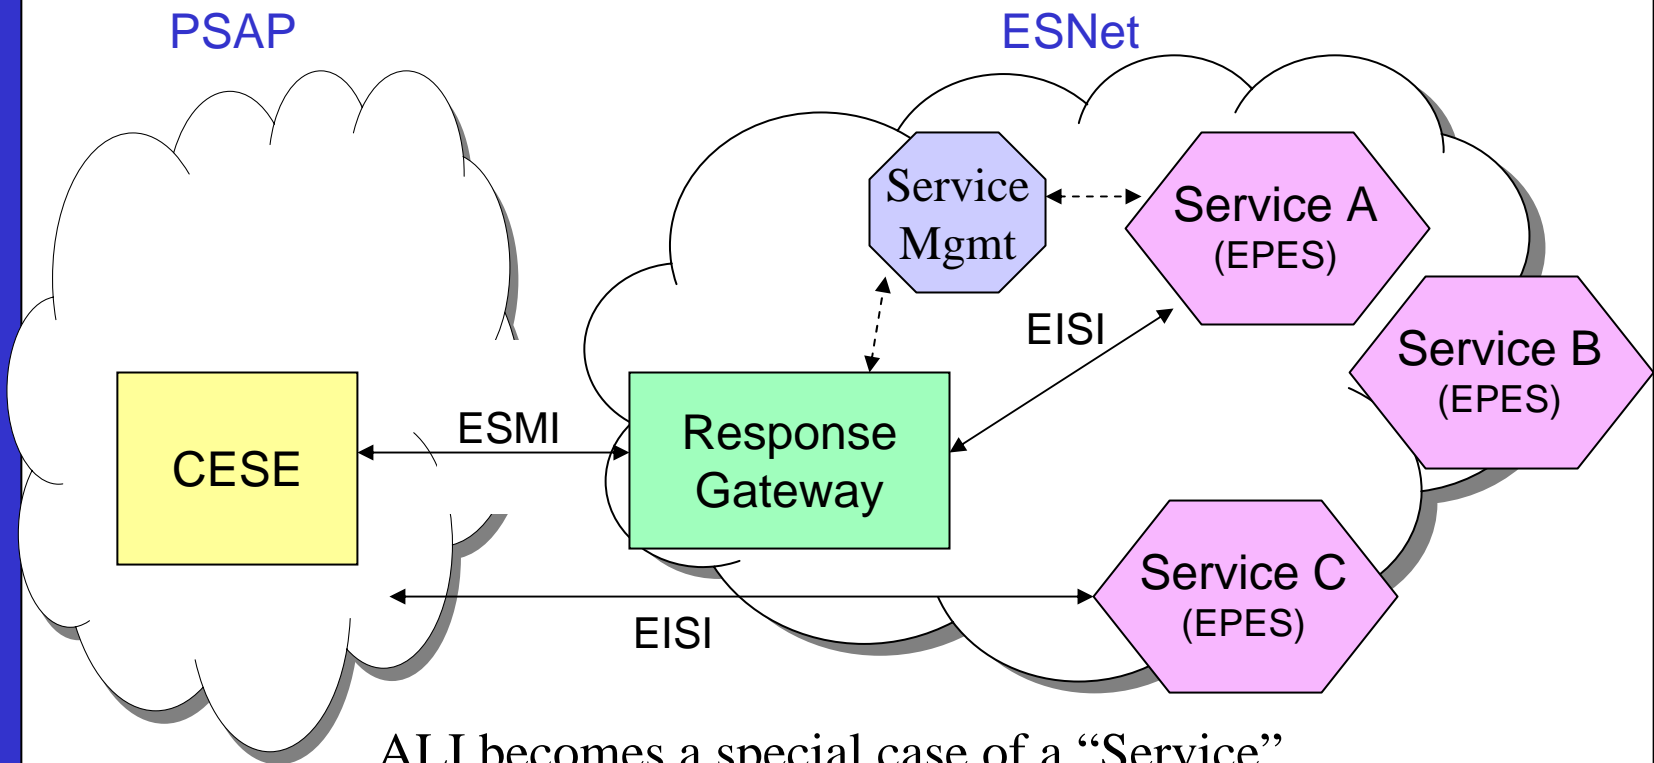 PSAP
ESNet
Service
Mgmt
Service A
(EPES)
EISI
Service B
(EPES)
ESMI
Response
Gateway
CESE
Service C
(EPES)
EISI
ALI becomes a special case of a “Service”